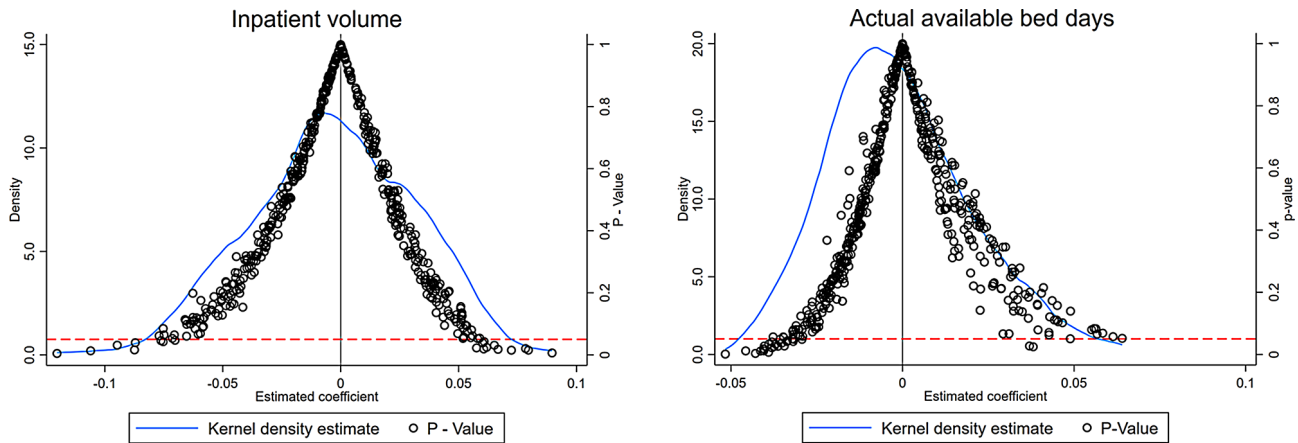 Inpatient volume
15.0
10.0
5.0
0.0
Density
1
0.8
0.6
0.4
0.2
0
P - Value
-0.1
-0.05
0
0.05
0.1
Estimated coefficient
Kernel density estimate
P - Value
Actual available bed days
20.0
15.0
10.0
5.0
0.0
Density
1
0.8
0.6
0.4
0.2
0
p-value
-0.05
0
0.05
0.1
Estimated coefficient
Kernel density estimate
P-Value